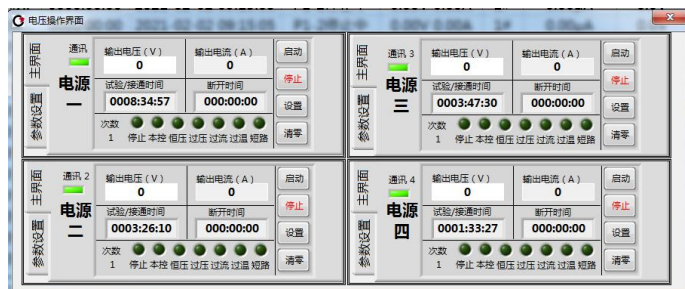 电压操作界面
主界面
参数设置
通讯
电源一
输出电压（V） 输出电流（A）
0 0
试验/接通时间 断开时间
0008:34:57 000:00:00
次数
1 停止 本控 恒压 过压 过流 过温 短路
启动
停止
设置
清零
主界面
参数设置
通讯 3
电源三
输出电压（V） 输出电流（A）
0 0
试验/接通时间 断开时间
0003:47:30 000:00:00
次数
1 停止 本控 恒压 过压 过流 过温 短路
启动
停止
设置
清零
主界面
参数设置
通讯 2
电源二
输出电压（V） 输出电流（A）
0 0
试验/接通时间 断开时间
0003:26:10 000:00:00
次数
1 停止 本控 恒压 过压 过流 过温 短路
启动
停止
设置
清零
主界面
参数设置
通讯 4
电源四
输出电压（V） 输出电流（A）
0 0
试验/接通时间 断开时间
0001:33:27 000:00:00
次数
1 停止 本控 恒压 过压 过流 过温 短路
启动
停止
设置
清零